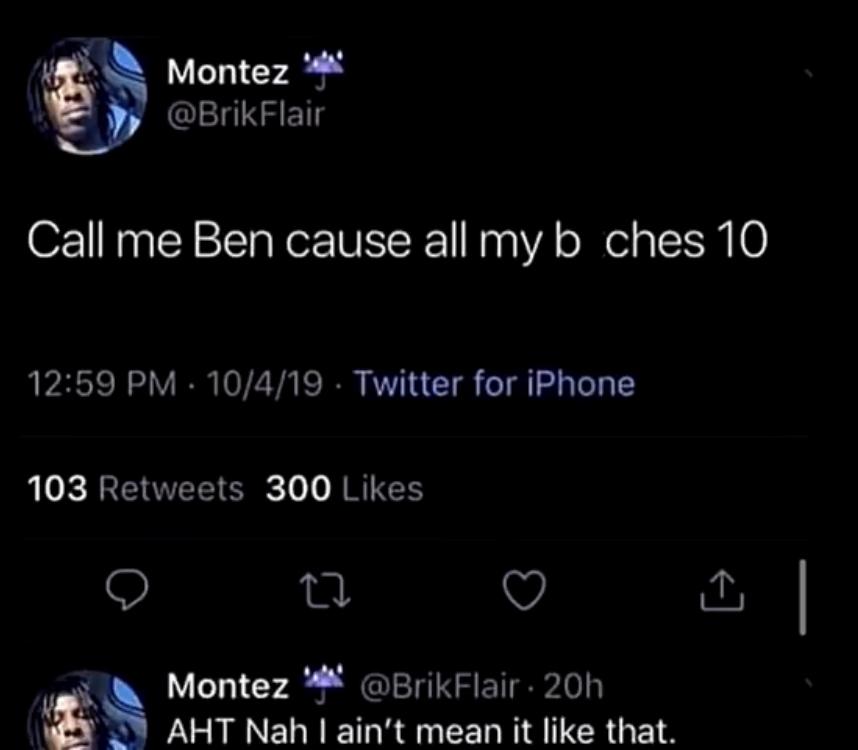 Montez ☔
@BrikFlair
Call me Ben cause all my b ches 10
12:59 PM · 10/4/19 · Twitter for iPhone
103 Retweets 300 Likes
Montez ☔ @BrikFlair · 20h
AHT Nah I ain't mean it like that.